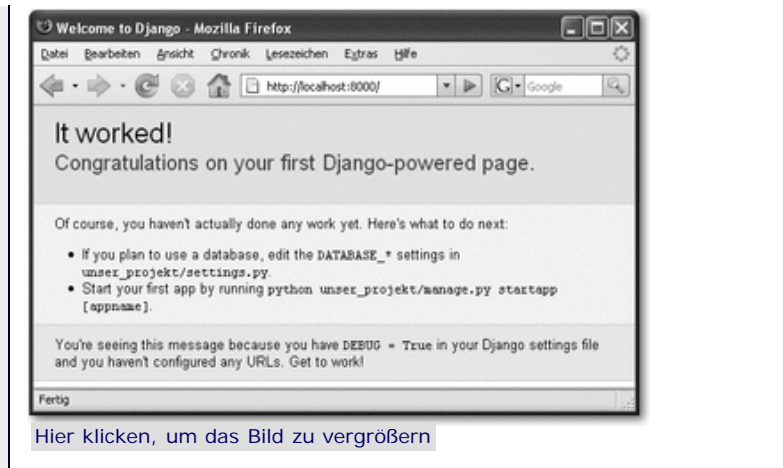 Welcome to Django - Mozilla Firefox
Datei Bearbeiten Ansicht Chronik Lesezeichen Extras Hilfe
http://localhost:8000/ Google
It worked!
Congratulations on your first Django-powered page.
Of course, you haven't actually done any work yet. Here's what to do next:
• If you plan to use a database, edit the DATABASE_* settings in
unser_projekt/settings.py.
• Start your first app by running python unser_projekt/manage.py startapp
[appname].
You're seeing this message because you have DEBUG = True in your Django settings file
and you haven't configured any URLs. Get to work!
Fertig
Hier klicken, um das Bild zu vergrößern